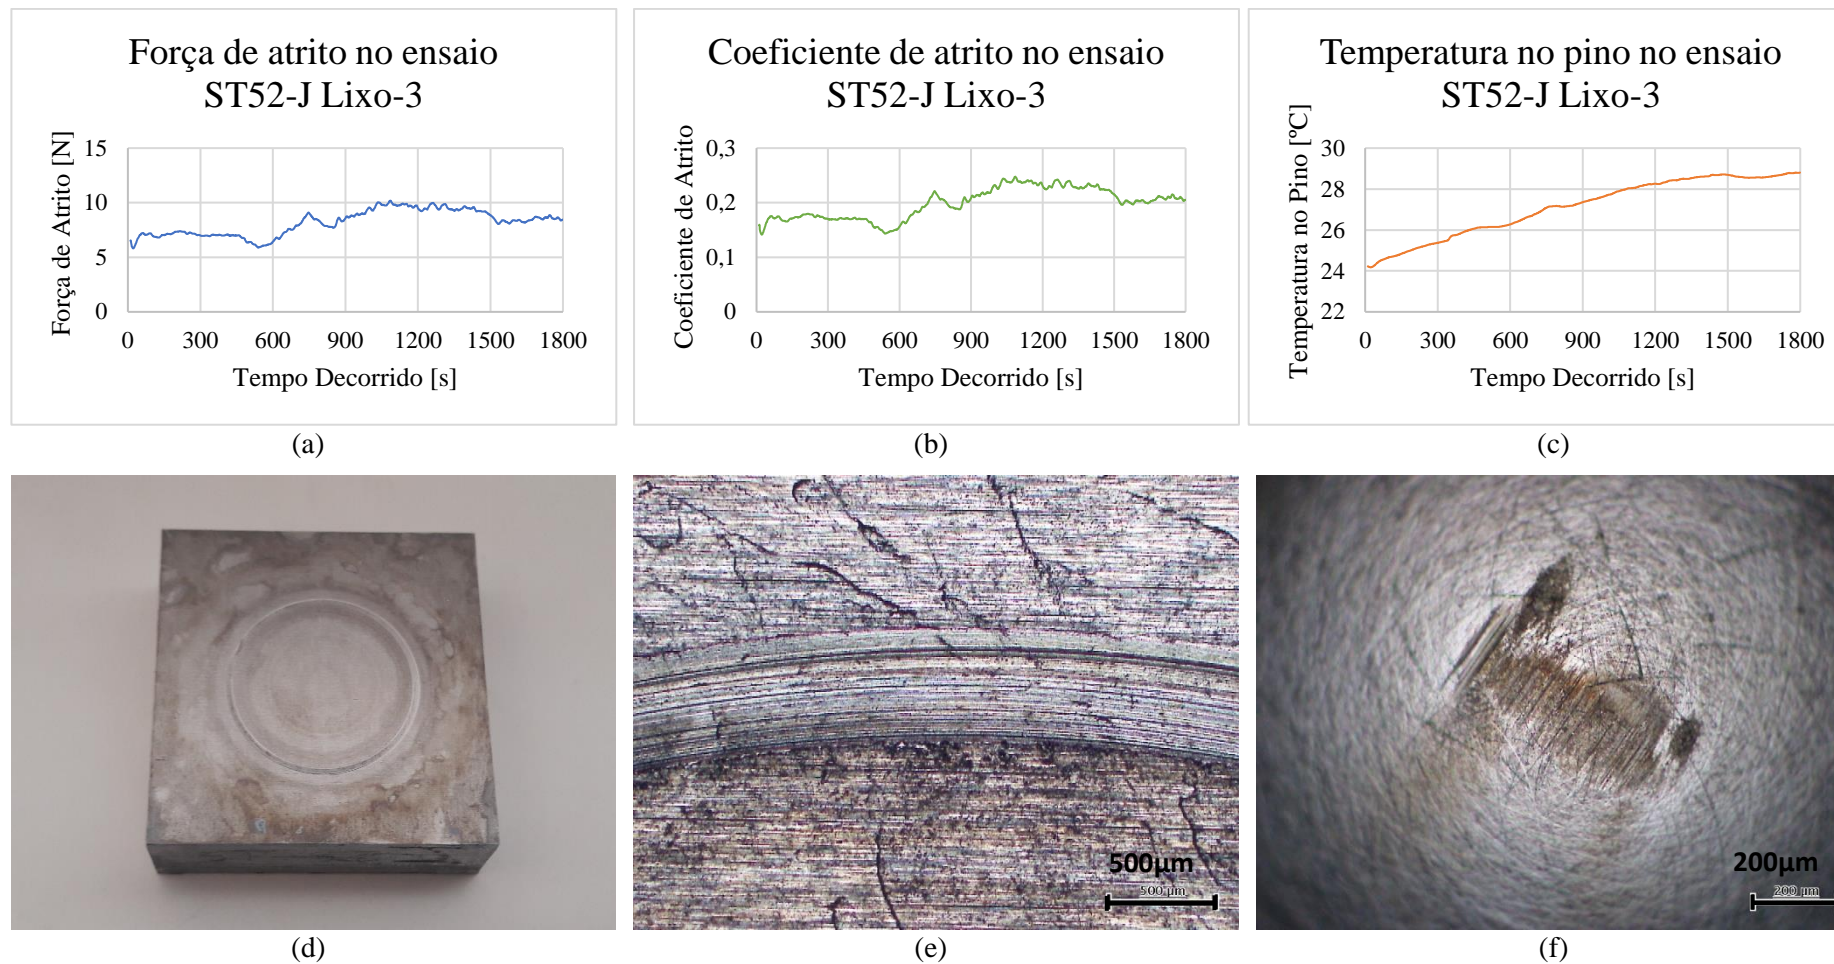 Força de atrito no ensaio
ST52-J Lixo-3
Força de Atrito [N]
15
10
5
0
0 300 600 900 1200 1500 1800
Tempo Decorrido [s]
(a)
Coeficiente de atrito no ensaio
ST52-J Lixo-3
Coeficiente de Atrito
0,3
0,2
0,1
0
0 300 600 900 1200 1500 1800
Tempo Decorrido [s]
(b)
Temperatura no pino no ensaio
ST52-J Lixo-3
Temperatura no Pino [ºC]
30
28
26
24
22
0 300 600 900 1200 1500 1800
Tempo Decorrido [s]
(c)
(d)
500µm
500 µm
(e)
200µm
200 µm
(f)